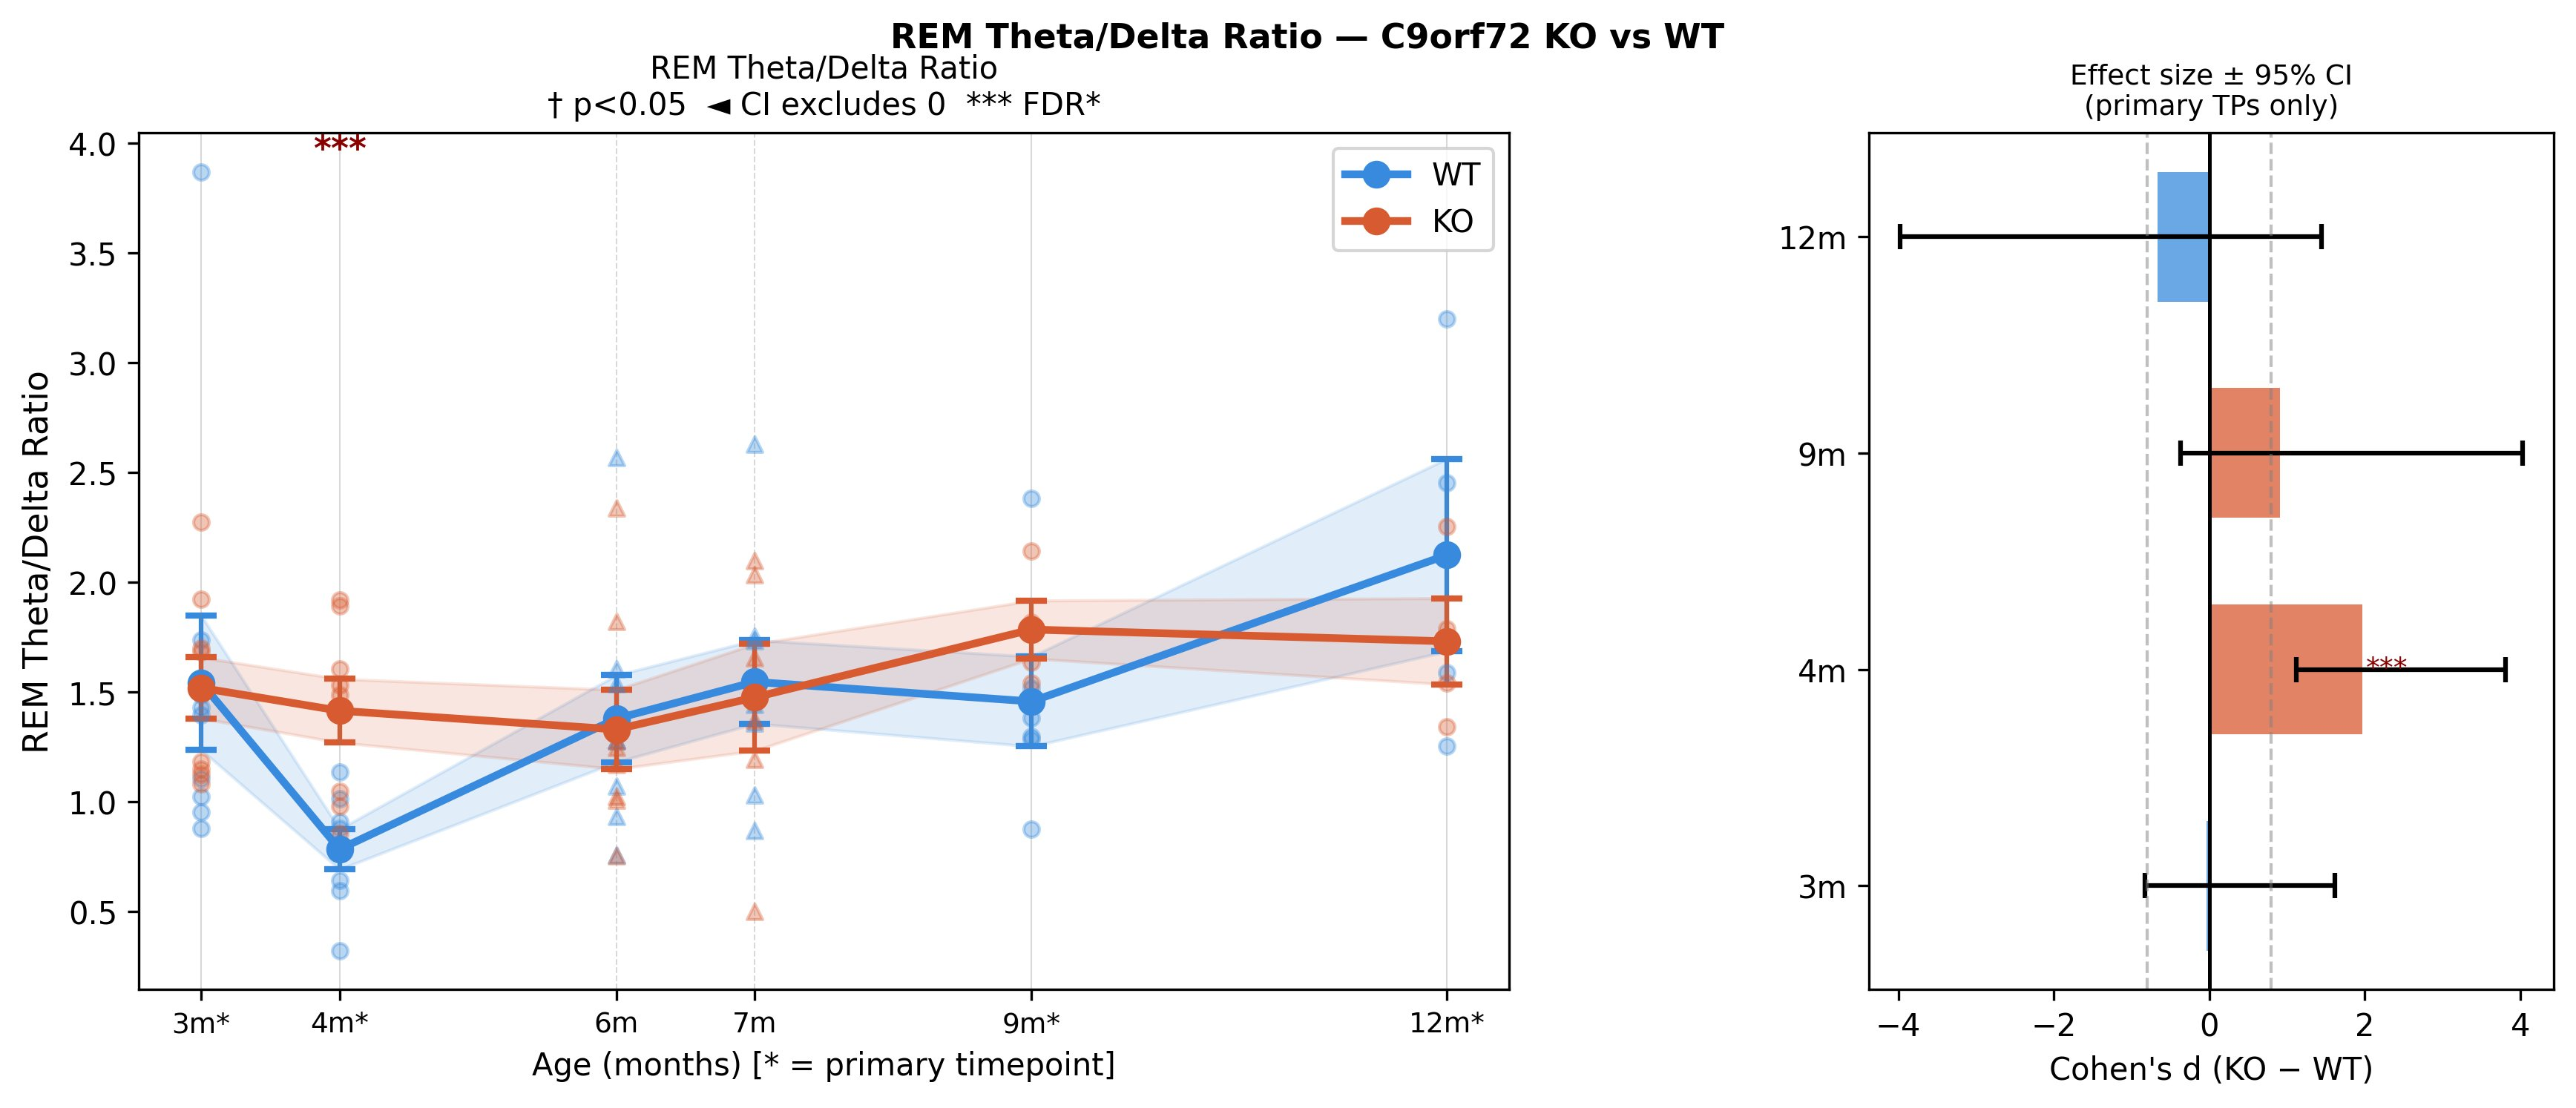 REM Theta/Delta Ratio — C9orf72 KO vs WT
REM Theta/Delta Ratio
† p<0.05 ◄ CI excludes 0 *** FDR*
***
WT
KO
4.0
3.5
3.0
2.5
2.0
1.5
1.0
0.5
REM Theta/Delta Ratio
3m*
4m*
6m
7m
9m*
12m*
Age (months) [* = primary timepoint]
Effect size ± 95% CI
(primary TPs only)
12m
9m
4m
3m
***
−4
−2
0
2
4
Cohen's d (KO − WT)